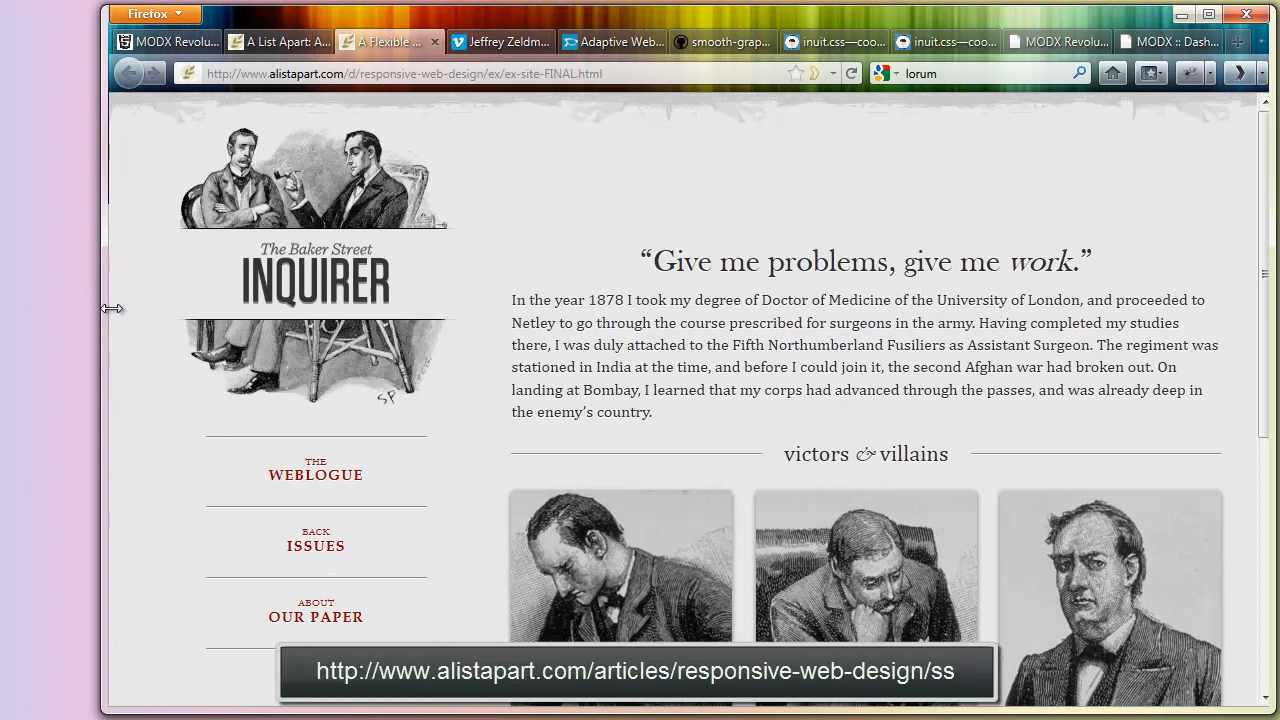 Firefox
MODX Revolu...
A List Apart: A...
A Flexible ...
Jeffrey Zeldm...
Adaptive Web...
smooth-grap...
inuit.css—coo...
inuit.css—coo...
MODX Revolu...
MODX :: Dash...
http://www.alistapart.com/d/responsive-web-design/ex/ex-site-FINAL.html
lorum
The Baker Street
INQUIRER
SP
THE
WEBLOGUE
BACK
ISSUES
ABOUT
OUR PAPER
“Give me problems, give me work.”
In the year 1878 I took my degree of Doctor of Medicine of the University of London, and proceeded to
Netley to go through the course prescribed for surgeons in the army. Having completed my studies
there, I was duly attached to the Fifth Northumberland Fusiliers as Assistant Surgeon. The regiment was
stationed in India at the time, and before I could join it, the second Afghan war had broken out. On
landing at Bombay, I learned that my corps had advanced through the passes, and was already deep in
the enemy’s country.
victors & villains
http://www.alistapart.com/articles/responsive-web-design/ss